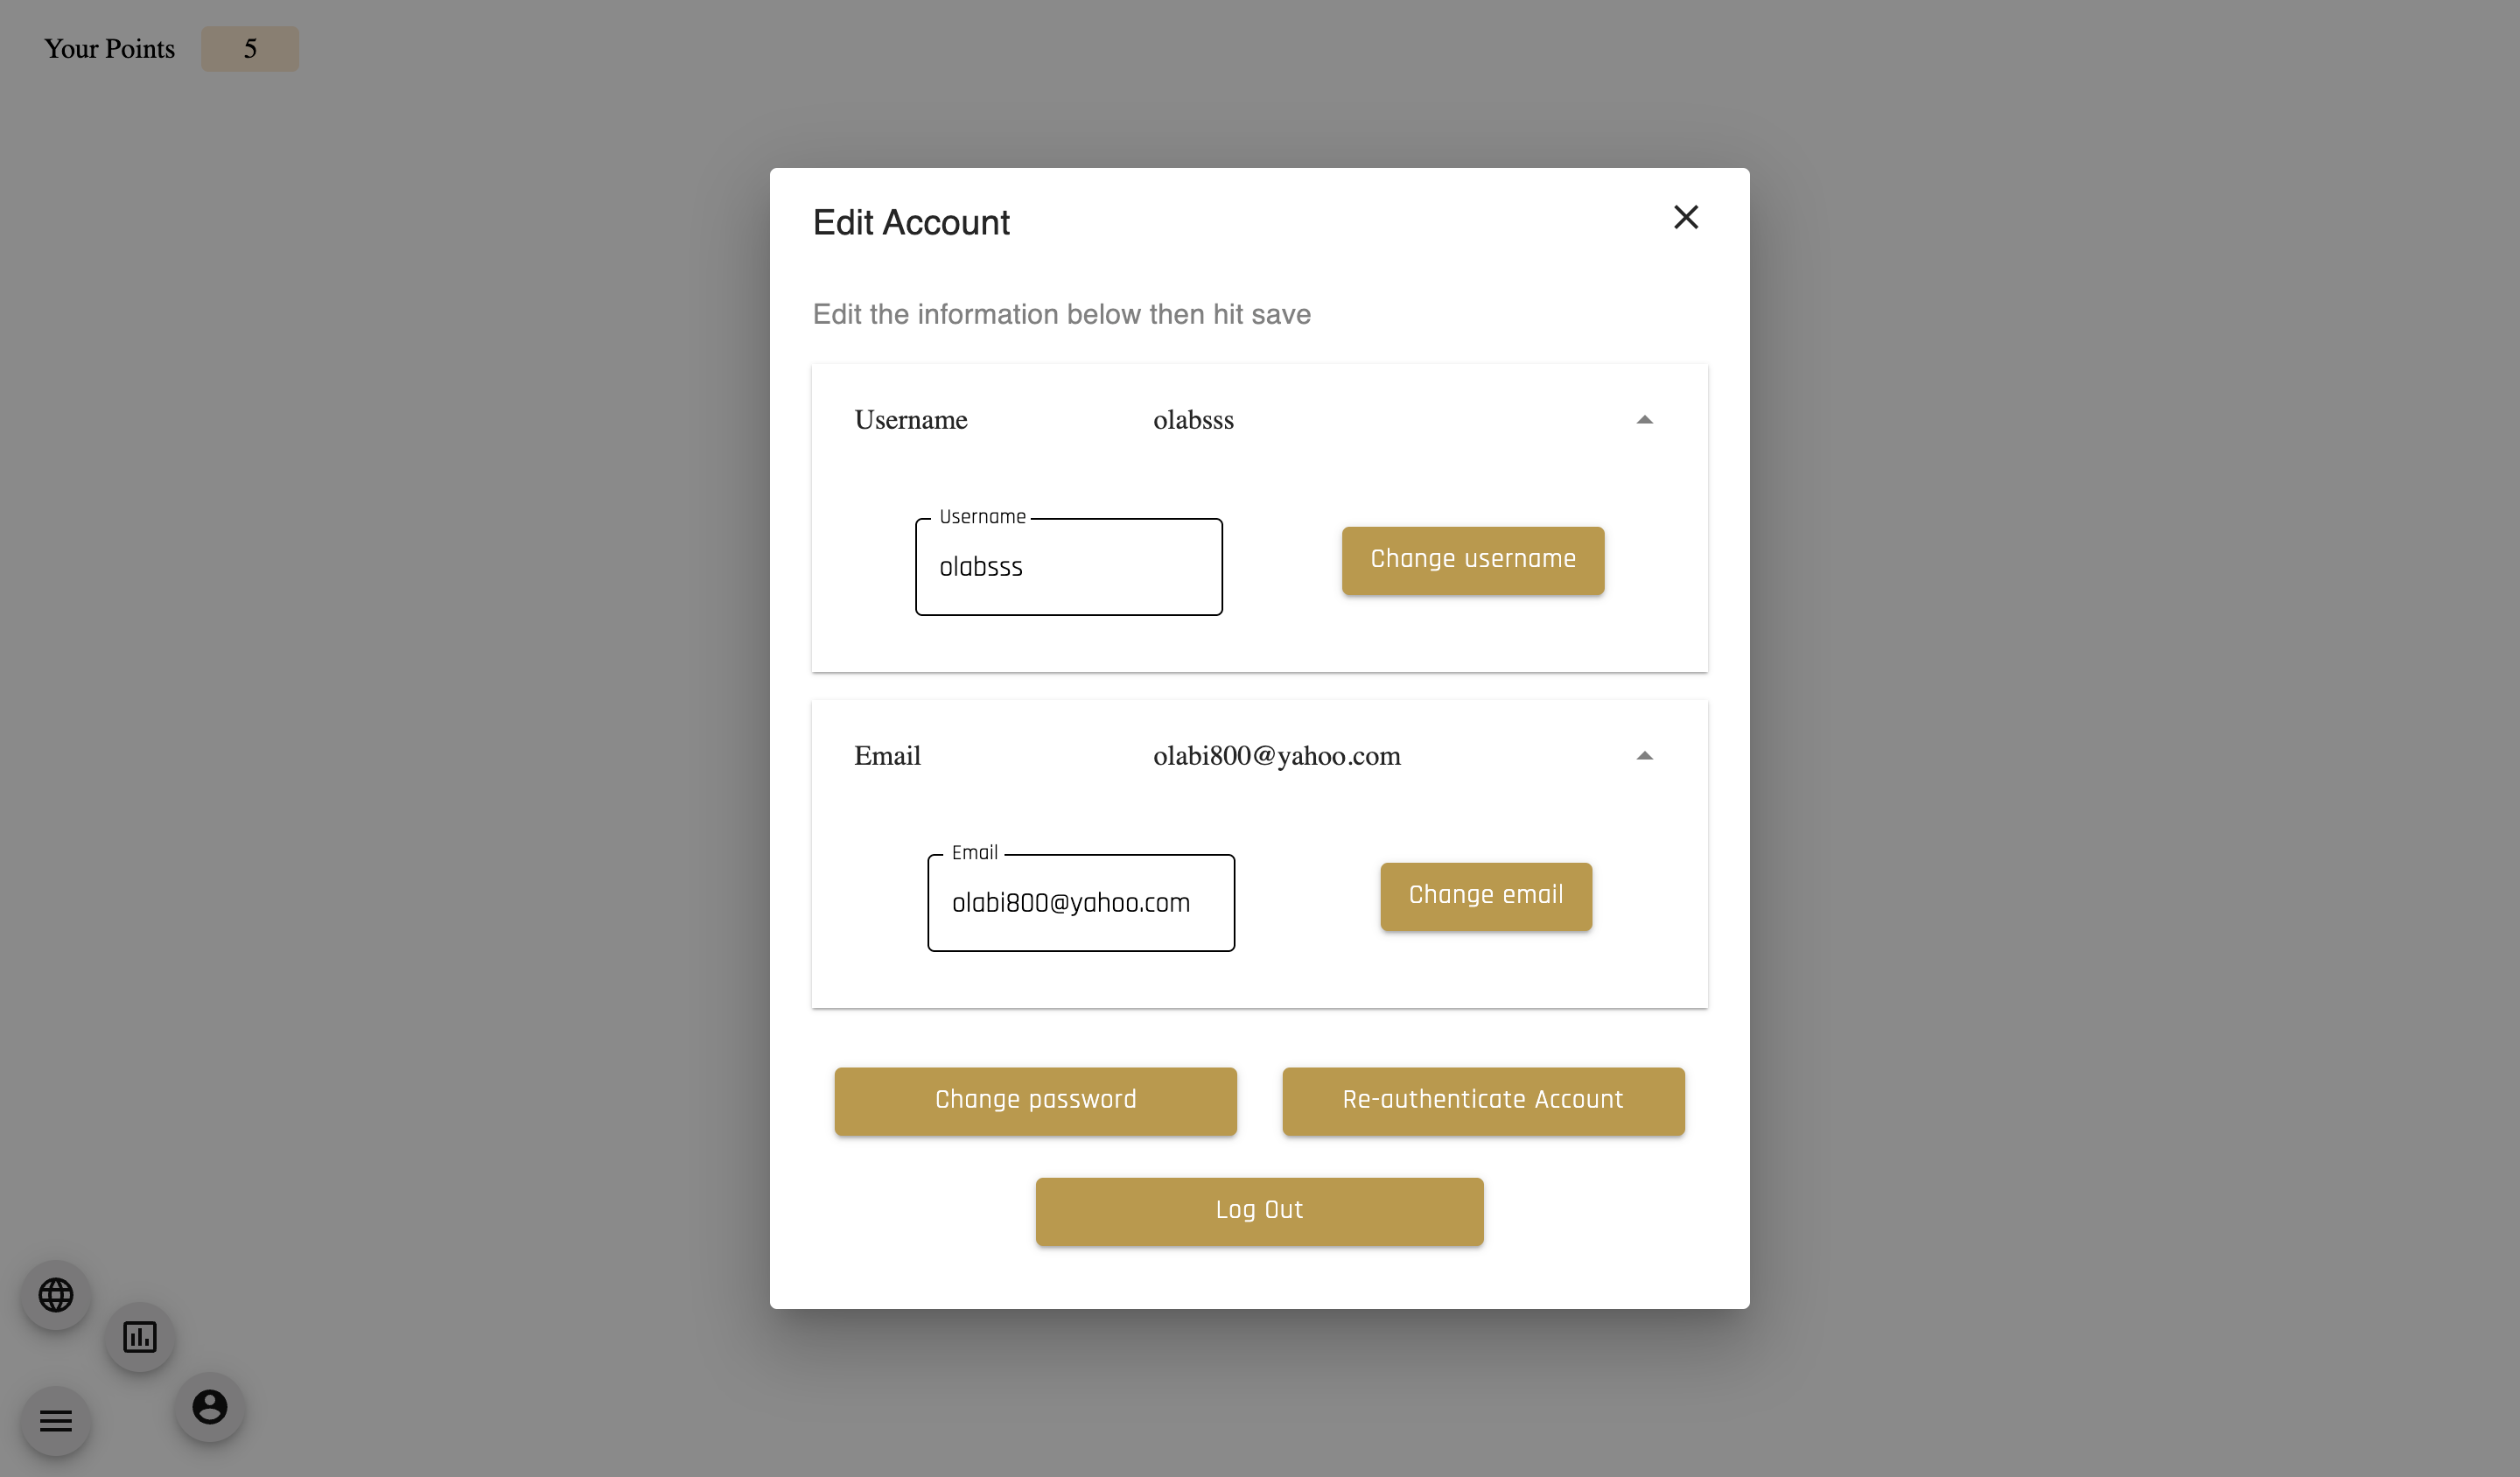 Your Points 5
Edit Account
Edit the information below then hit save
Username olabsss
Username
olabsss
Change username
Email olabi800@yahoo.com
Email
olabi800@yahoo.com
Change email
Change password Re-authenticate Account
Log Out